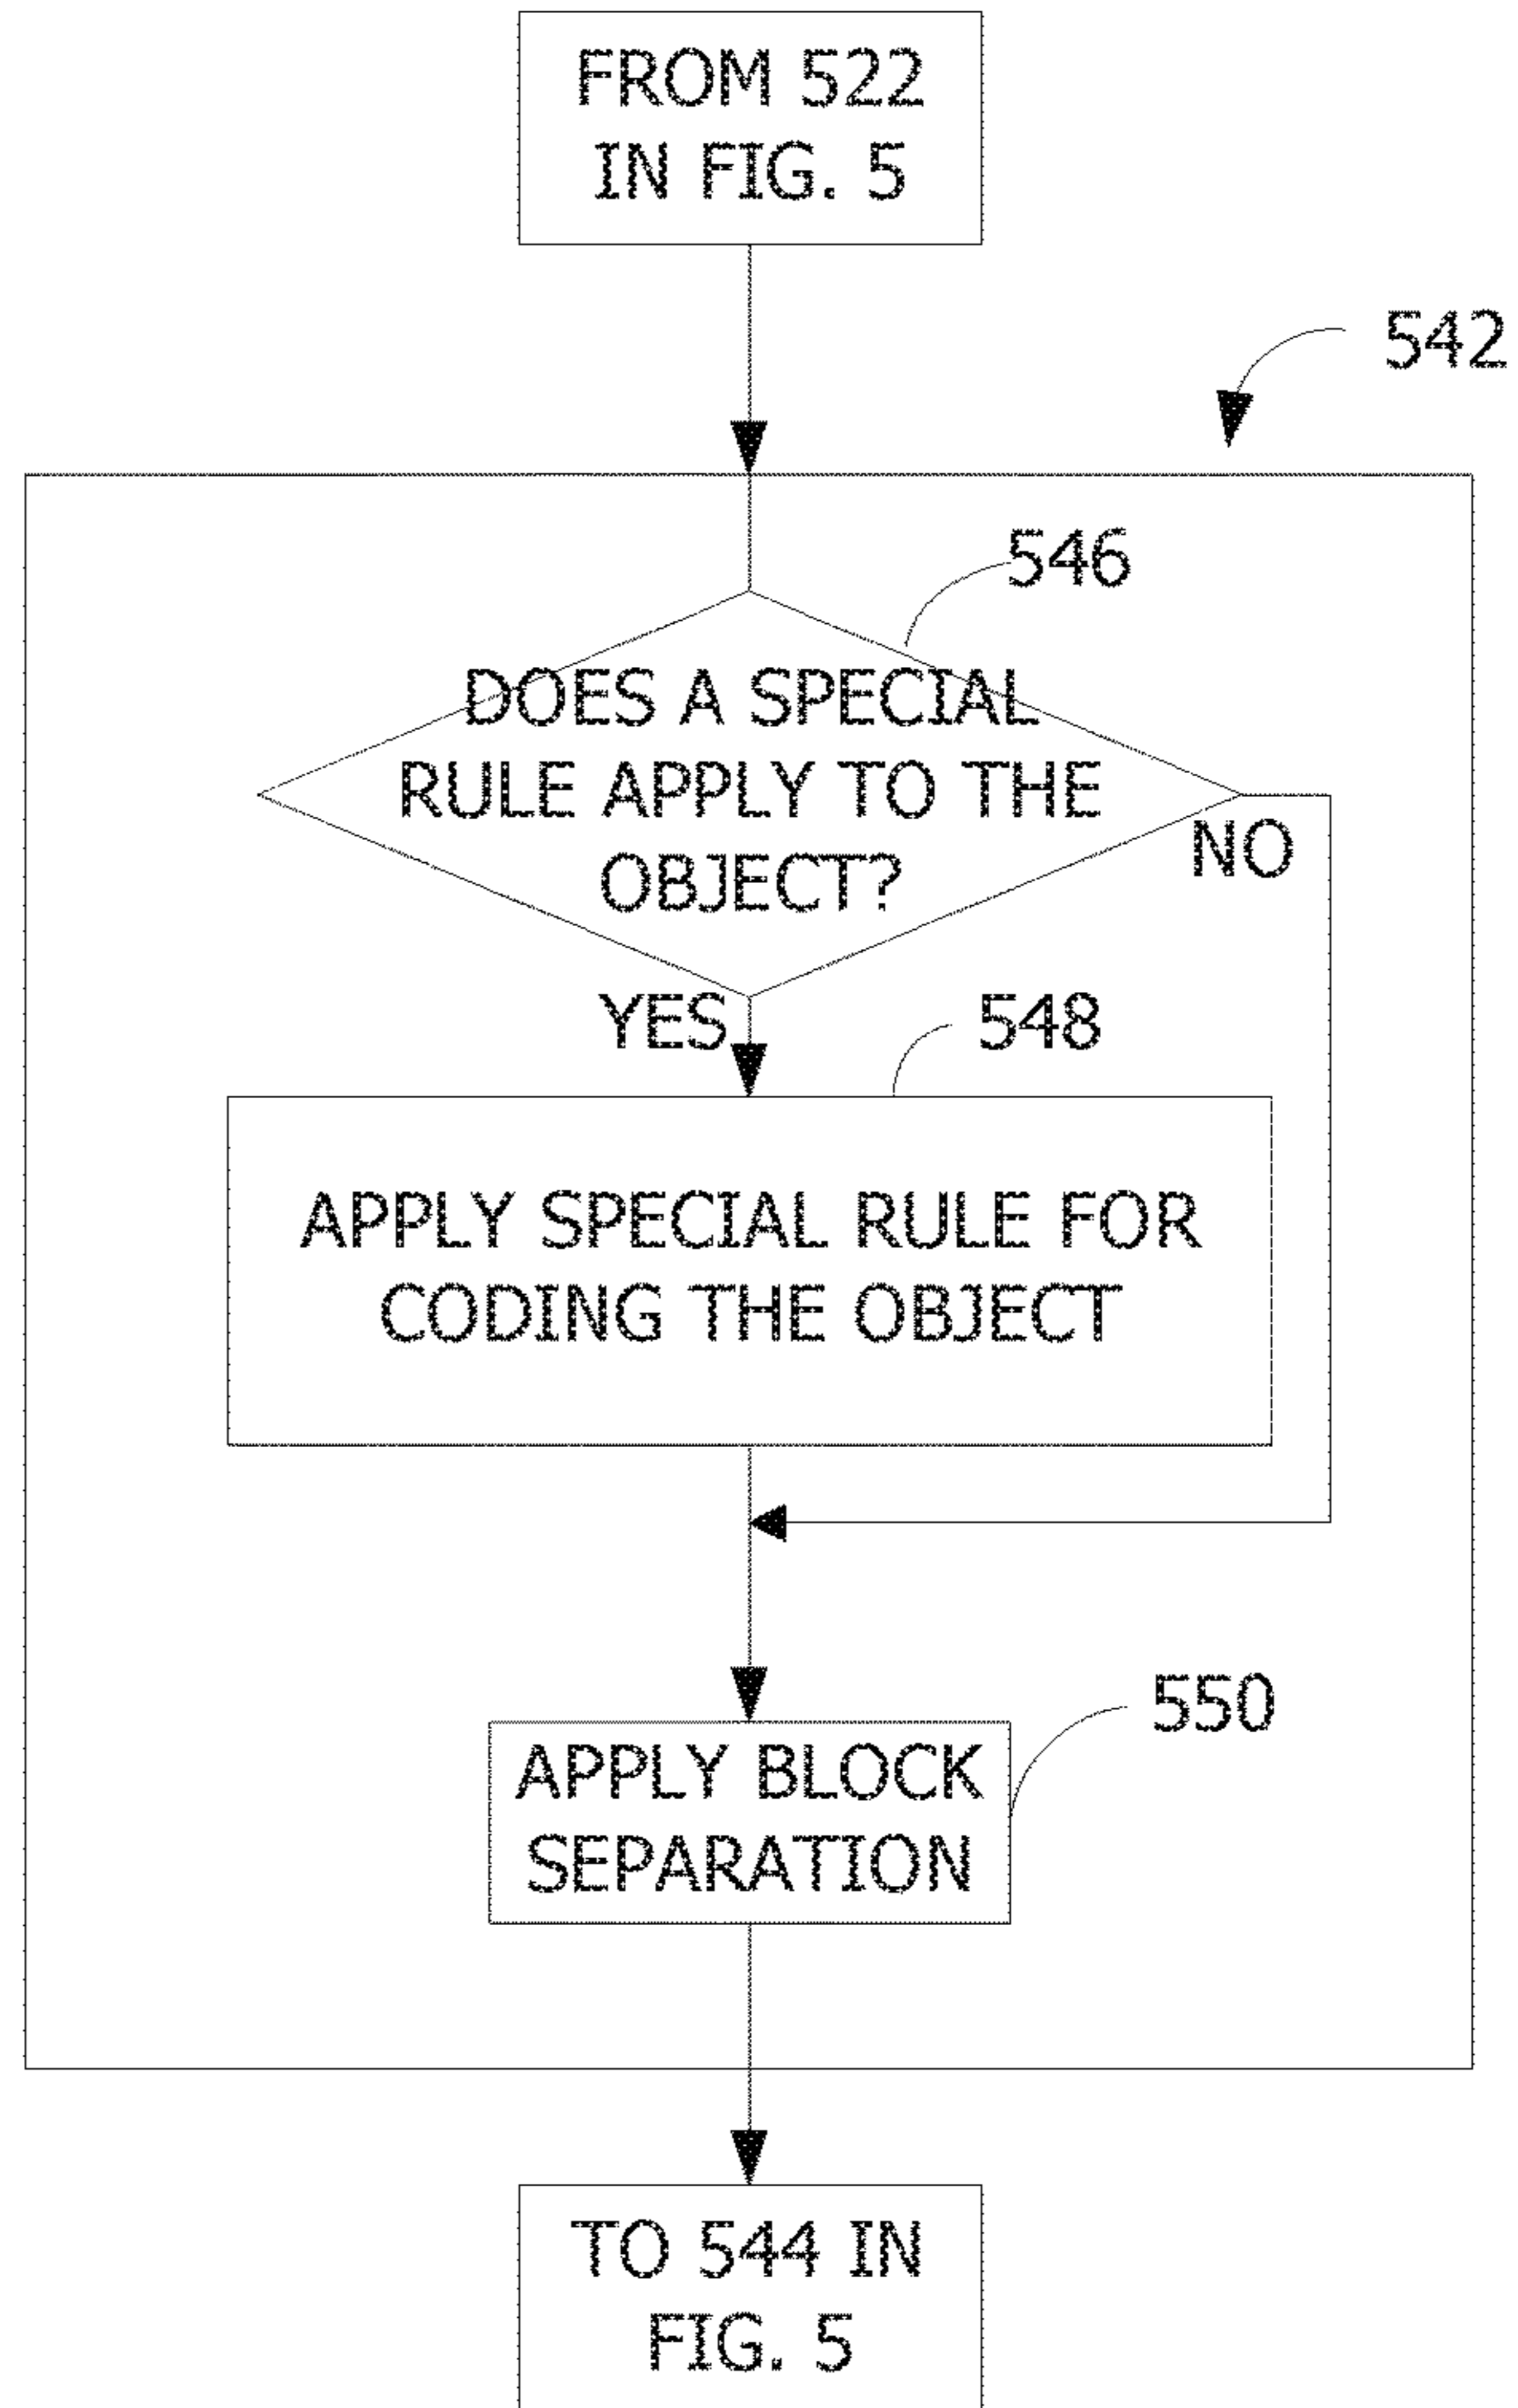 FROM 522
IN FIG. 5
542
546
DOES A SPECIAL
RULE APPLY TO THE
OBJECT?
NO
YES
548
APPLY SPECIAL RULE FOR
CODING THE OBJECT
550
APPLY BLOCK
SEPARATION
TO 544 IN
FIG. 5